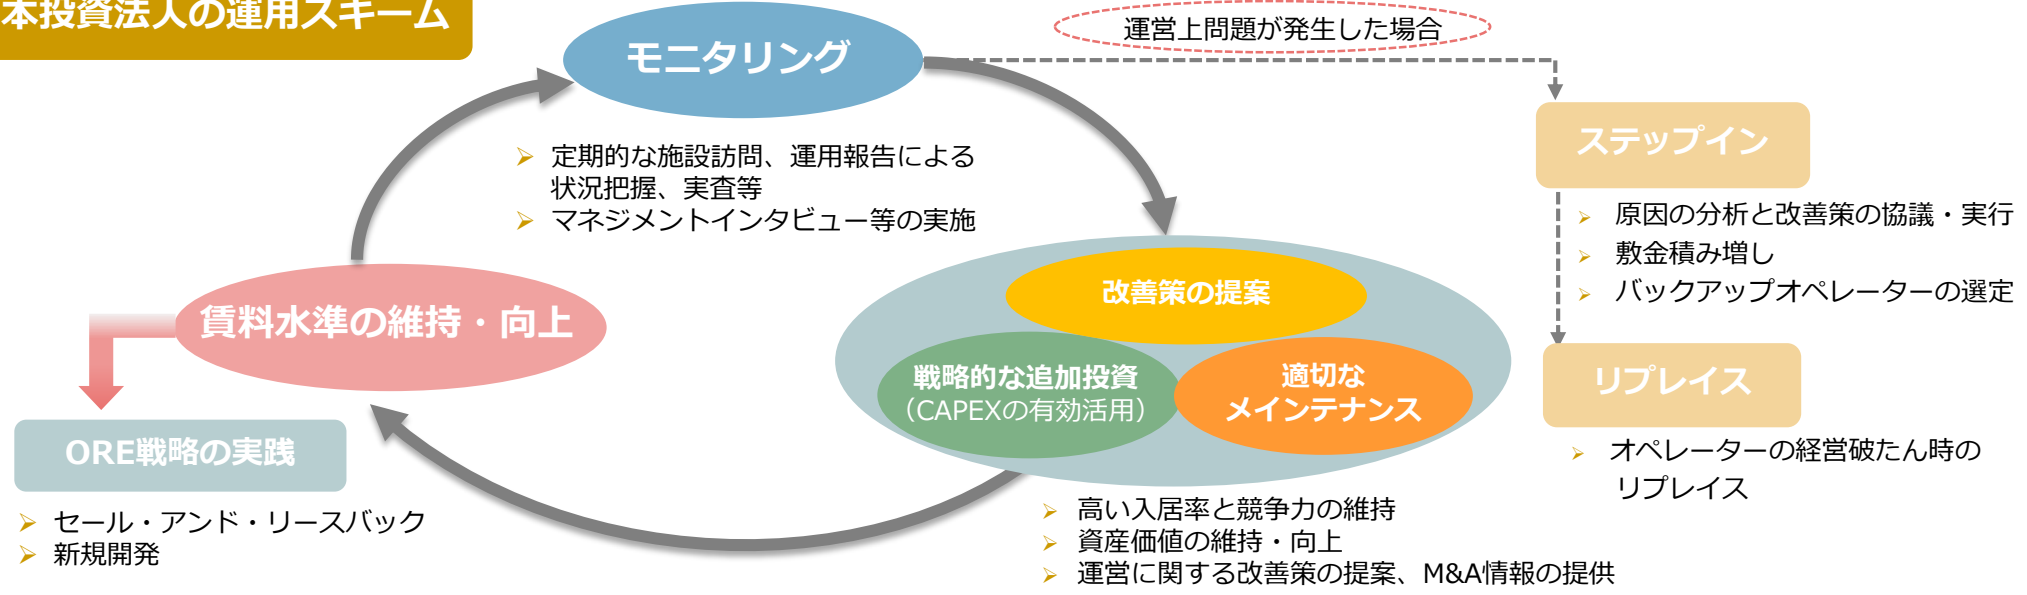 本投資法人の運用スキーム
モニタリング
運営上問題が発生した場合
定期的な施設訪問、運用報告による
状況把握、実査等
マネジメントインタビュー等の実施
ステップイン
原因の分析と改善策の協議・実行
敷金積み増し
バックアップオペレーターの選定
リプレイス
オペレーターの経営破たん時の
リプレイス
改善策の提案
戦略的な追加投資
（CAPEXの有効活用）
適切な
メインテナンス
高い入居率と競争力の維持
資産価値の維持・向上
運営に関する改善策の提案、M&A情報の提供
賃料水準の維持・向上
ORE戦略の実践
セール・アンド・リースバック
新規開発